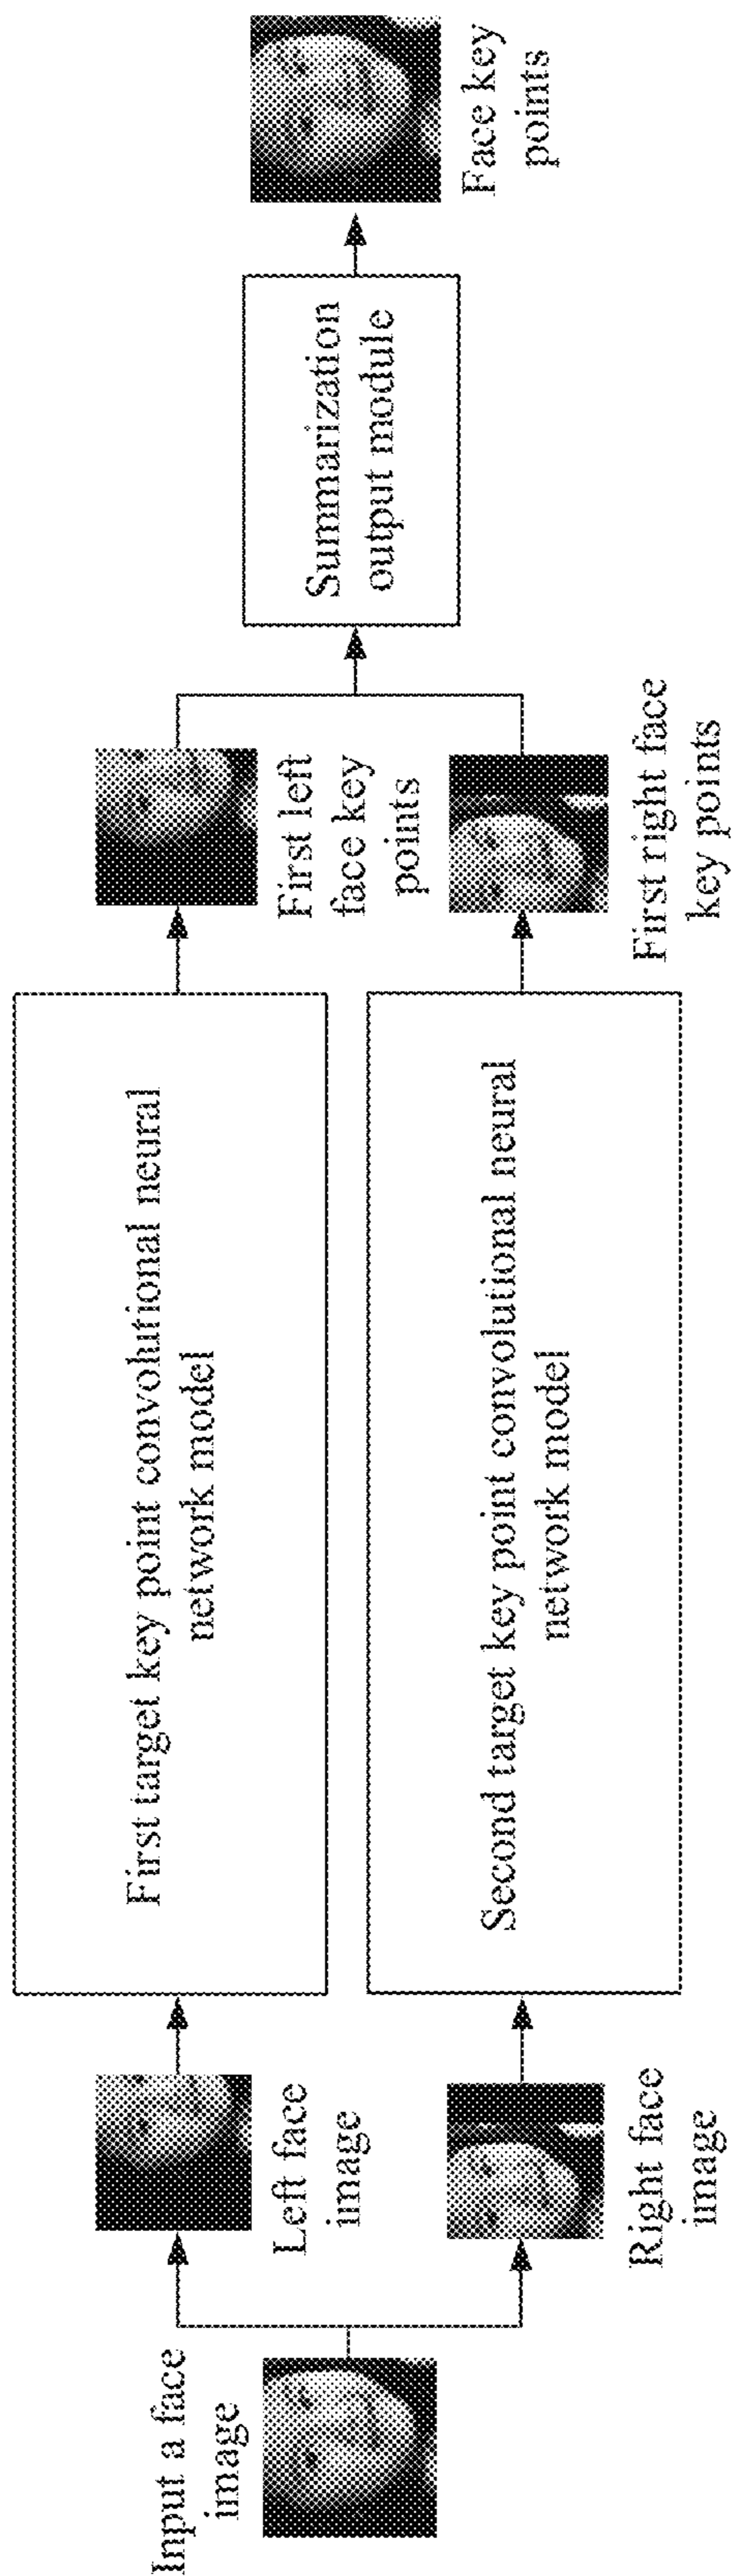 Input a face
image
Left face
image
Right face
image
First target key point convolutional neural
network model
Second target key point convolutional neural
network model
First left
face key
points
First right face
key points
Summarization
output module
Face key
points